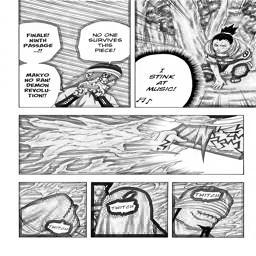 I
STINK
AT
MUSIC!
NO ONE
SURVIVES
THIS
PIECE!
FINALE!
NINTH
PASSAGE
...!!
MAKYO
NO RAN!
DEMON
REVOLU-
TION!!
TWITCH
TWITCH
TWITCH